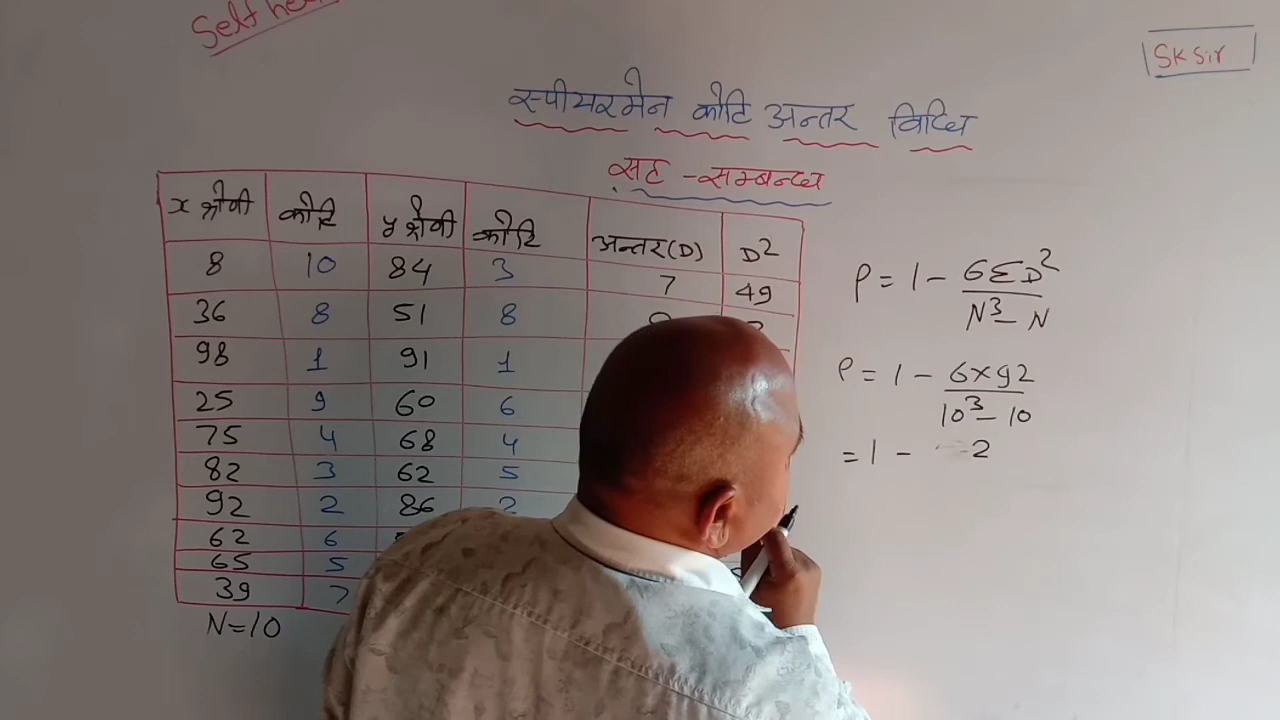 Self
SK Sir
स्पीयरमेन कोटि अन्तर विधि
सह - सम्बन्ध
x श्रेणी कोटि y श्रेणी कोटि अन्तर (D) D²
8 10 84 3 7 49
36 8 51 8
98 1 91 1
25 9 60 6
75 4 68 4
82 3 62 5
92 2 86 2
62 6
65 5
39 7
N=10
ρ = 1 - 6ΣD² / N³ - N
ρ = 1 - 6×92 / 10³ - 10
= 1 - 2